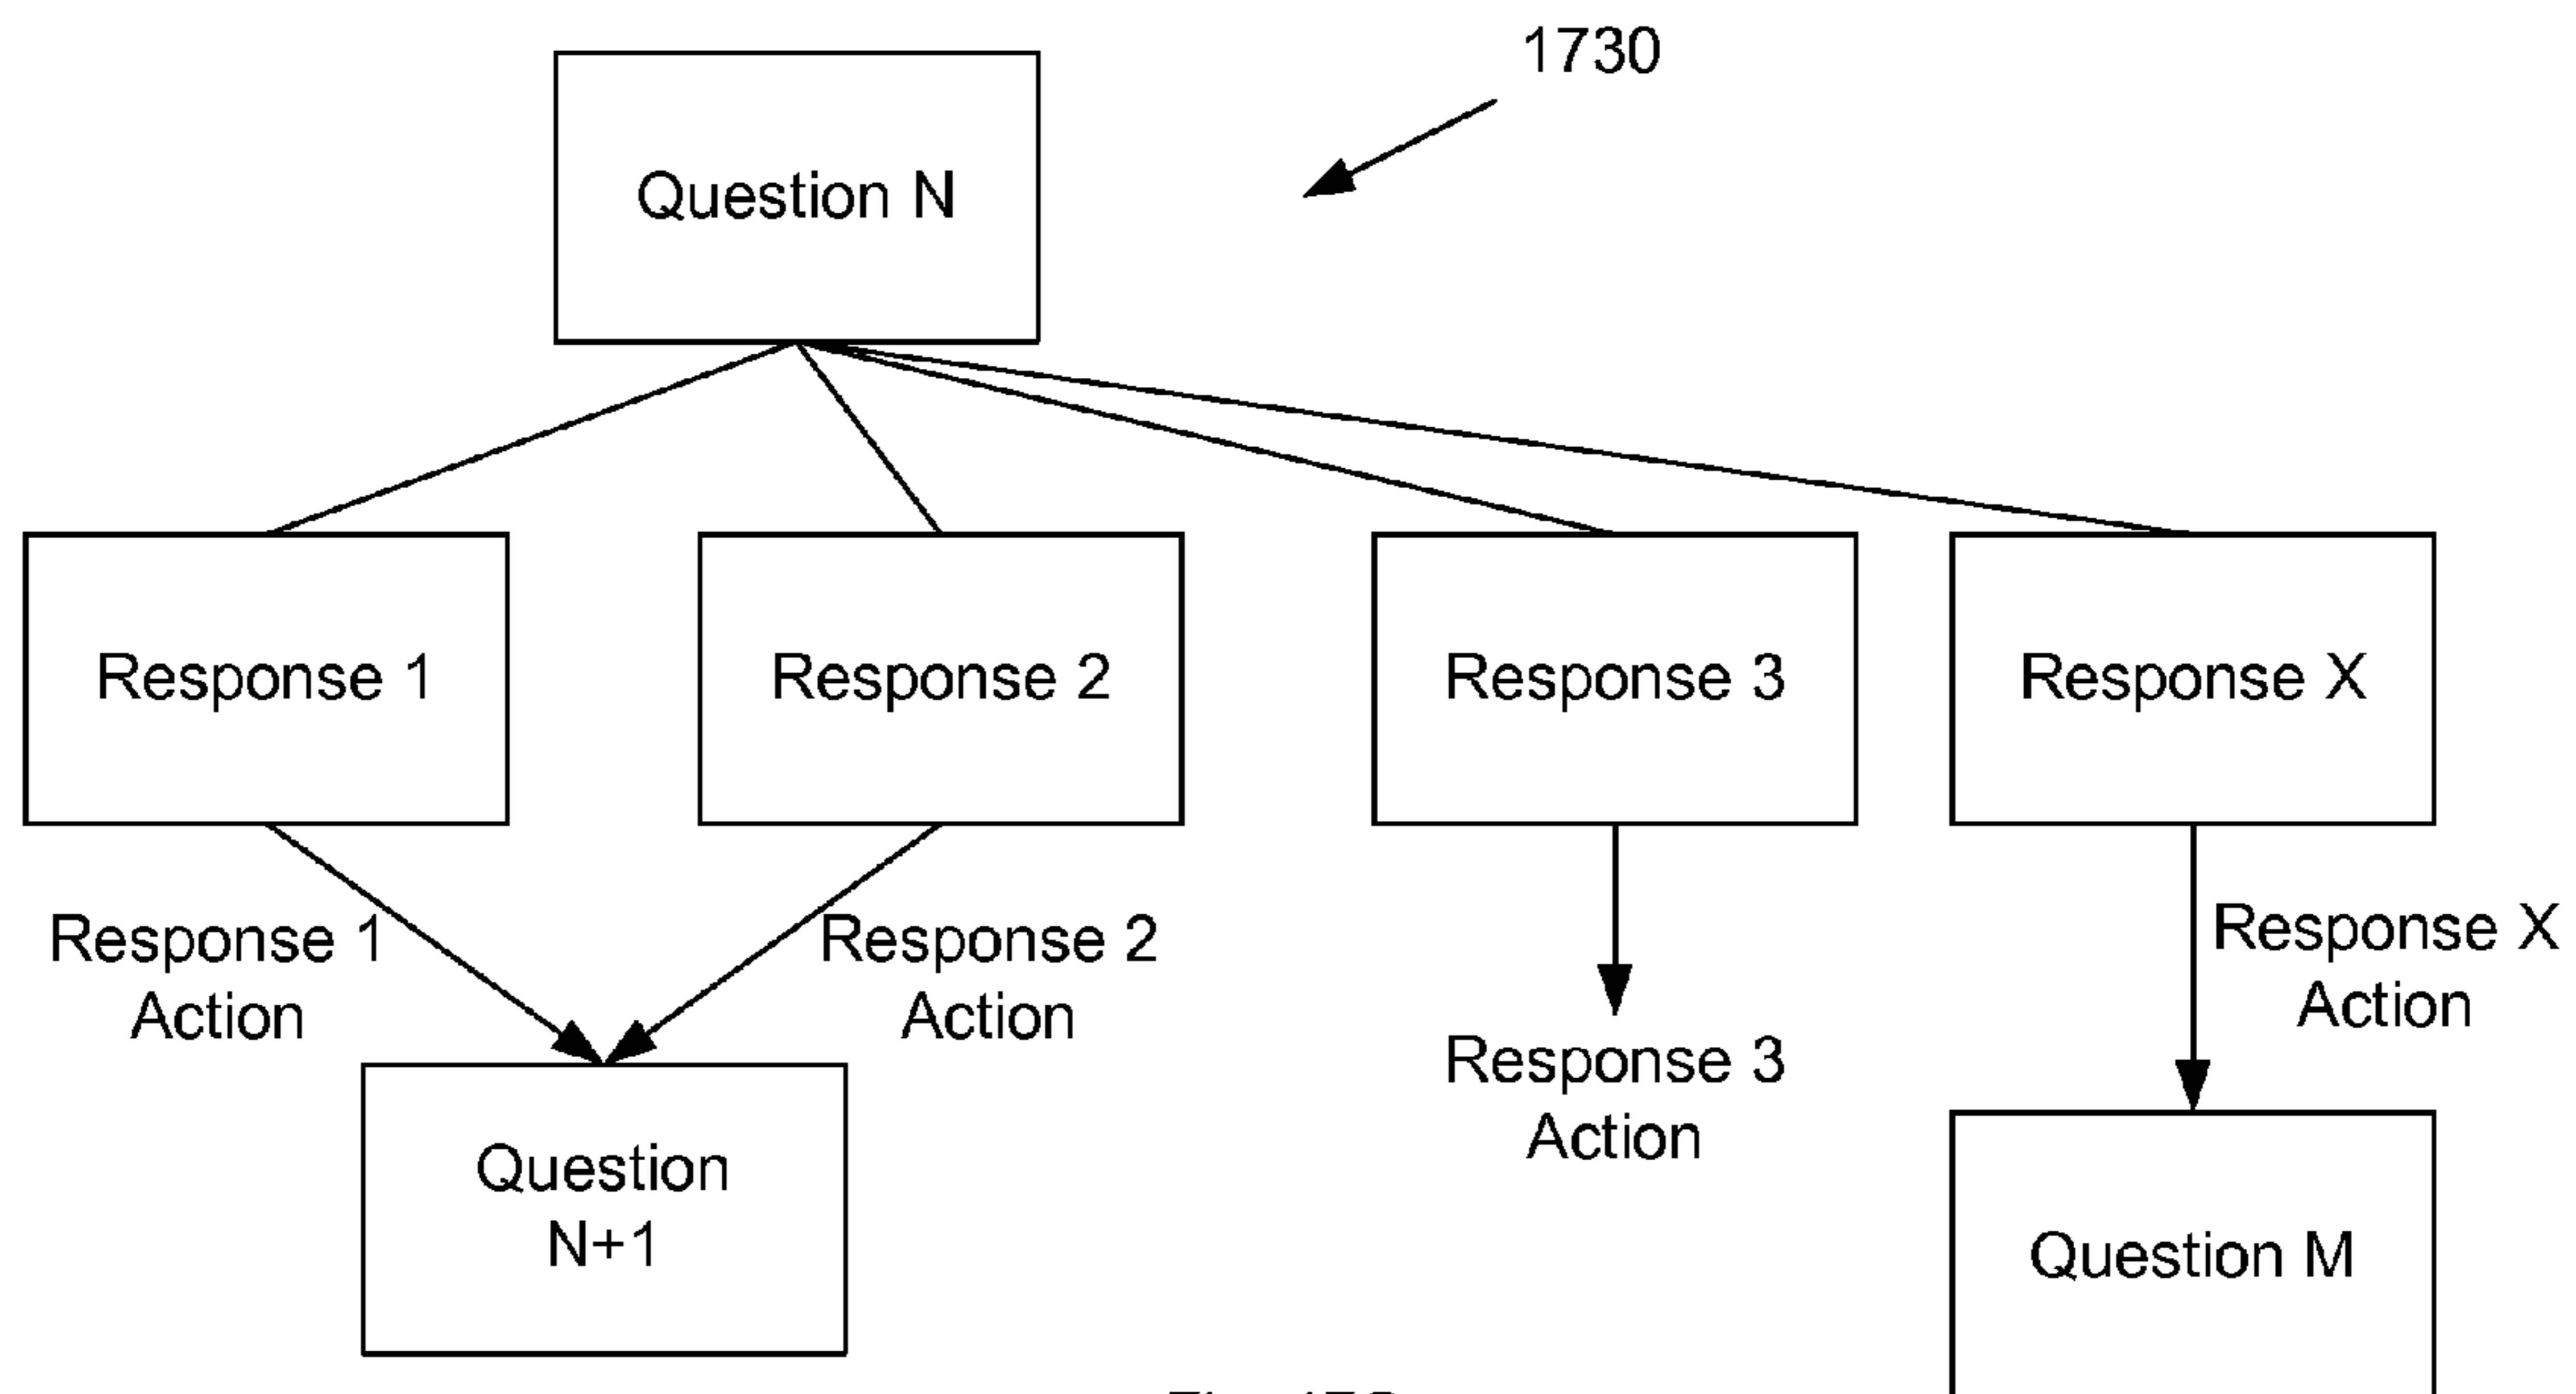 1730
Question N
Response 1
Response 2
Response 3
Response X
Response 1
Action
Response 2
Action
Response 3
Action
Response X
Action
Question
N+1
Question M